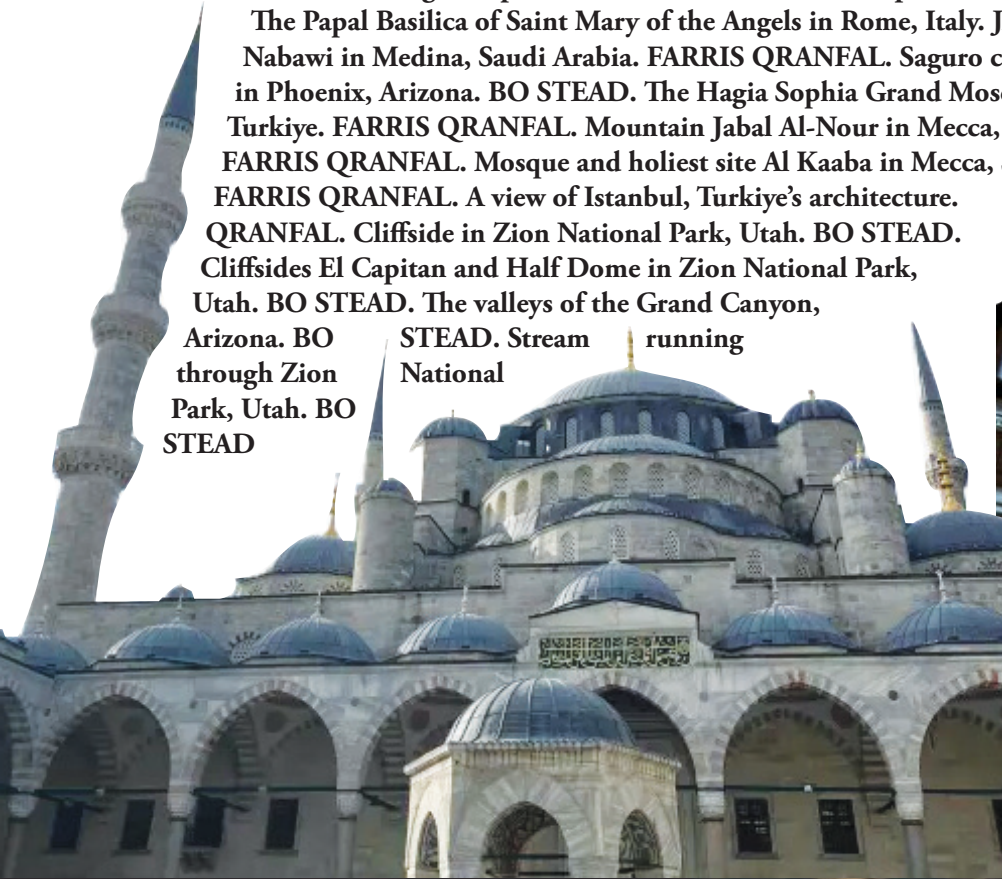 The Papal Basilica of Saint Mary of the Angels in Rome, Italy.
Nabawi in Medina, Saudi Arabia. FARRIS QRANFAL. Saguro
in Phoenix, Arizona. BO STEAD. The Hagia Sophia Grand
Turkiye. FARRIS QRANFAL. Mountain Jabal Al-Nour in Mecca,
FARRIS QRANFAL. Mosque and holiest site Al Kaaba in Mecca,
FARRIS QRANFAL. A view of Istanbul, Turkiye’s architecture.
QRANFAL. Cliffside in Zion National Park, Utah. BO STEAD.
Cliffsides El Capitan and Half Dome in Zion National Park,
Utah. BO STEAD. The valleys of the Grand Canyon,
Arizona. BO STEAD. Stream running
through Zion National
Park, Utah. BO
STEAD